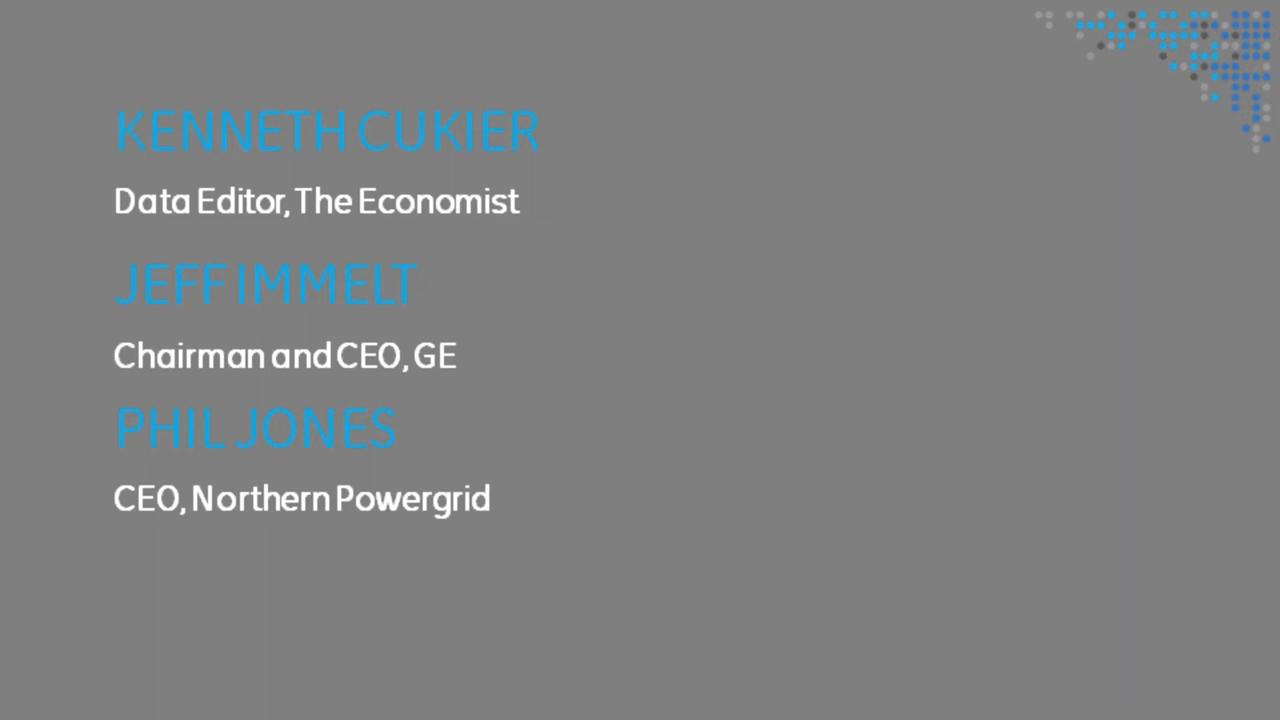 KENNETH CUKIER
Data Editor, The Economist
JEFF IMMELT
Chairman and CEO, GE
PHIL JONES
CEO, Northern Powergrid